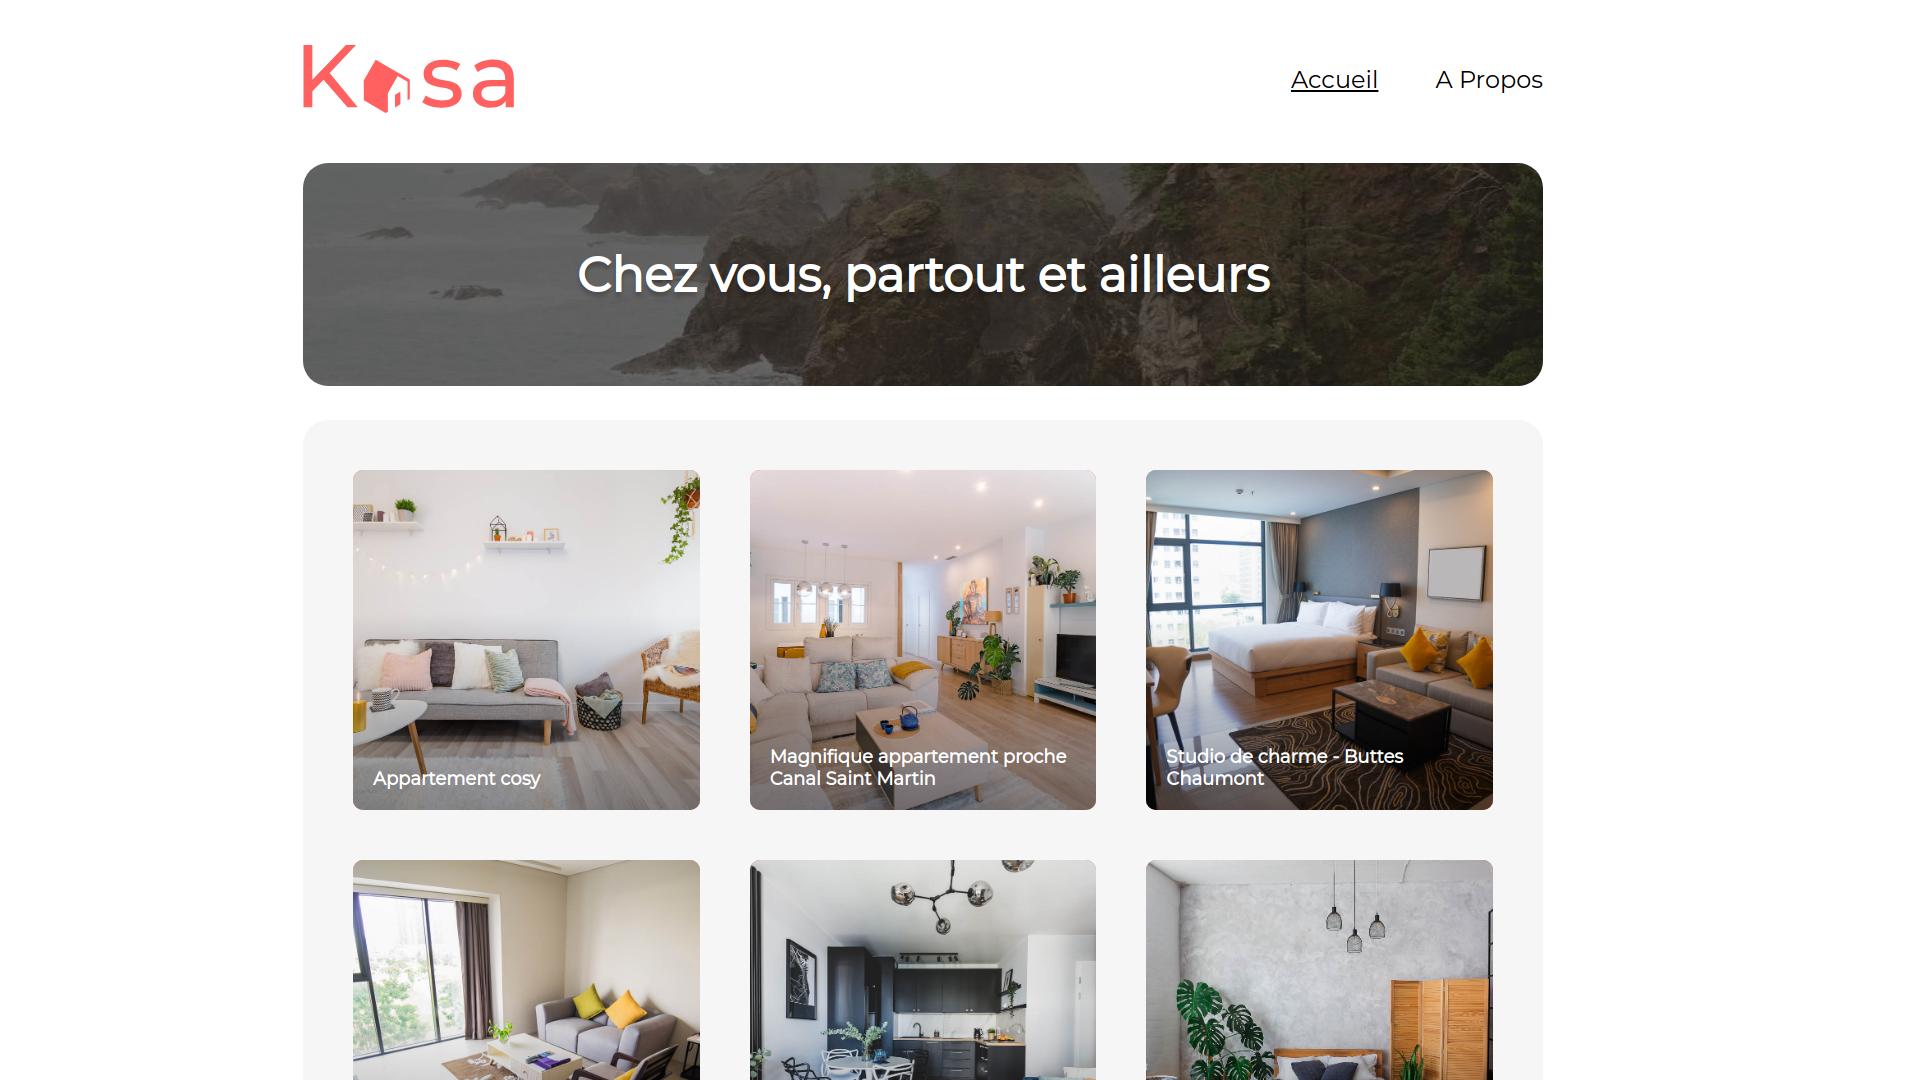 Kasa
Accueil
A Propos
Chez vous, partout et ailleurs
Appartement cosy
Magnifique appartement proche
Canal Saint Martin
Studio de charme - Buttes
Chaumont